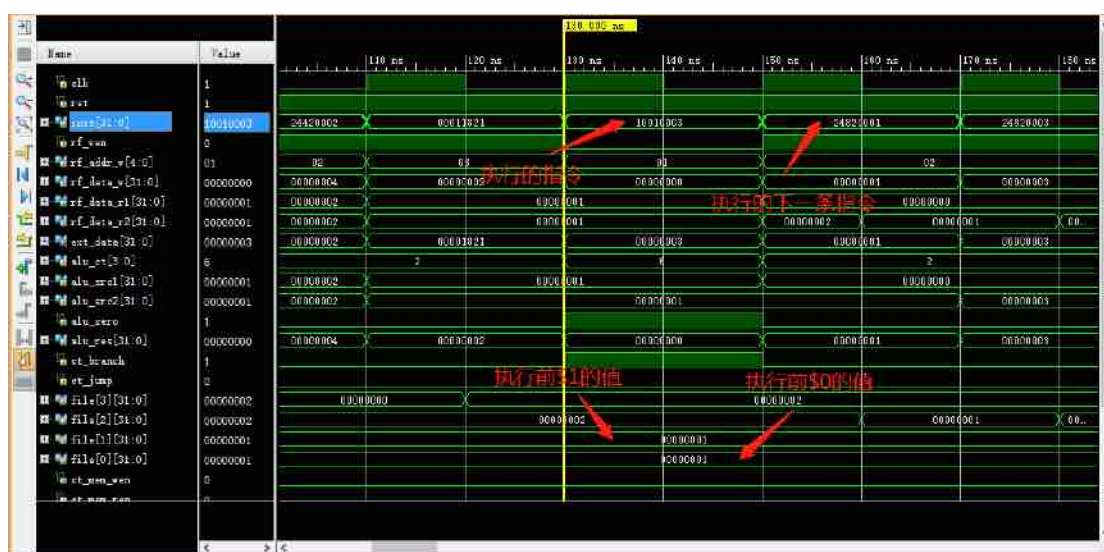 130.000 ns
Name Value 110 ns 120 ns 130 ns 140 ns 150 ns 160 ns 170 ns 180 ns
clk 1
rst 1
inst[31:0] 10010003 24420002 00011821 10010003 24820001 24820003
rf_wen 0
rf_addr_w[4:0] 01 02 03 01 02
执行的指令
rf_data_w[31:0] 00000000 00000004 00000002 00000000 00000001 00000003
rf_data_r1[31:0] 00000001 00000002 00000001 00000000
执行的下一条指令
rf_data_r2[31:0] 00000001 00000002 00000001 00000002 00000001 00..
ext_data[31:0] 00000003 00000002 00001821 00000003 00000001 00000003
alu_ct[3:0] 6 2 6 2
alu_src1[31:0] 00000001 00000002 00000001 00000000
alu_src2[31:0] 00000001 00000002 00000001 00000003
alu_zero 1
alu_res[31:0] 00000000 00000004 00000002 00000000 00000001 00000003
ct_branch 1
ct_jump 0
执行前$1的值 执行前$0的值
file[3][31:0] 00000002 00000000 00000002
file[2][31:0] 00000002 00000002 00000001 00..
file[1][31:0] 00000001 00000001
file[0][31:0] 00000001 00000001
ct_mem_wen 0